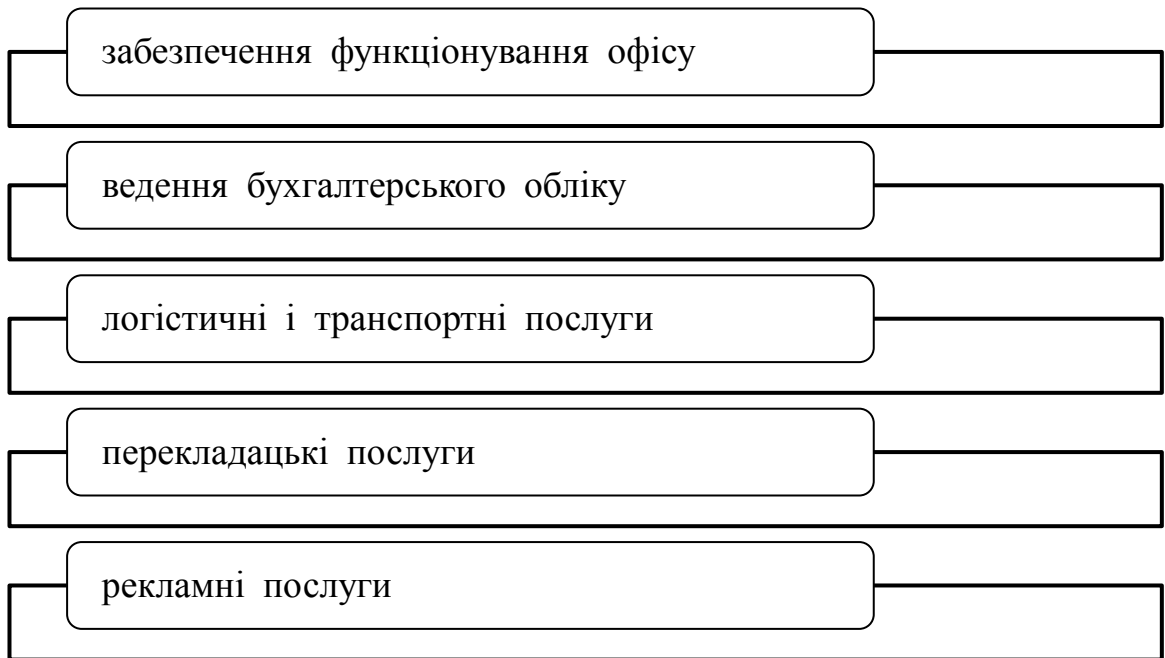 забезпечення функціонування офісу
ведення бухгалтерського обліку
логістичні і транспортні послуги
перекладацькі послуги
рекламні послуги